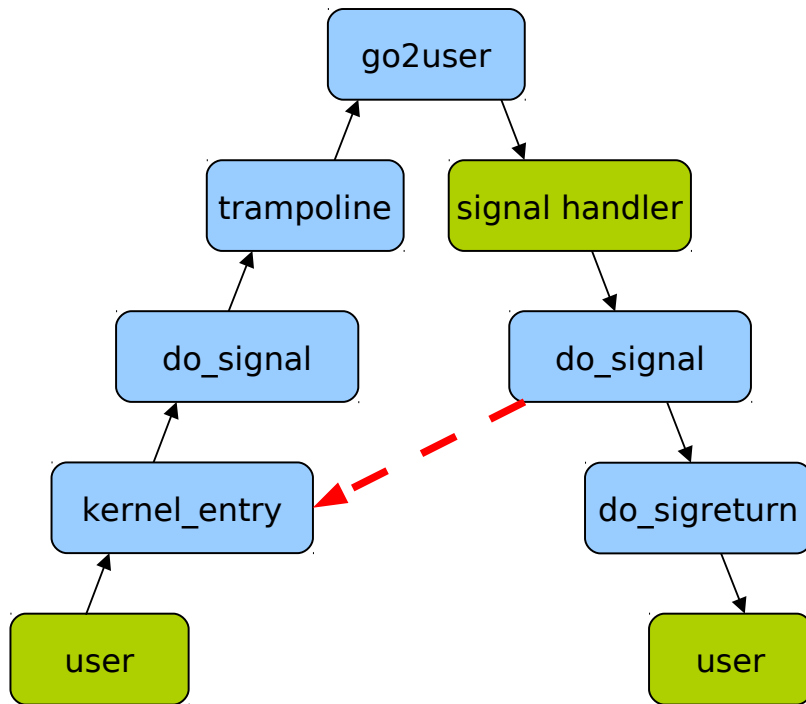 go2user
trampoline
signal handler
do_signal
do_signal
kernel_entry
do_sigreturn
user
user